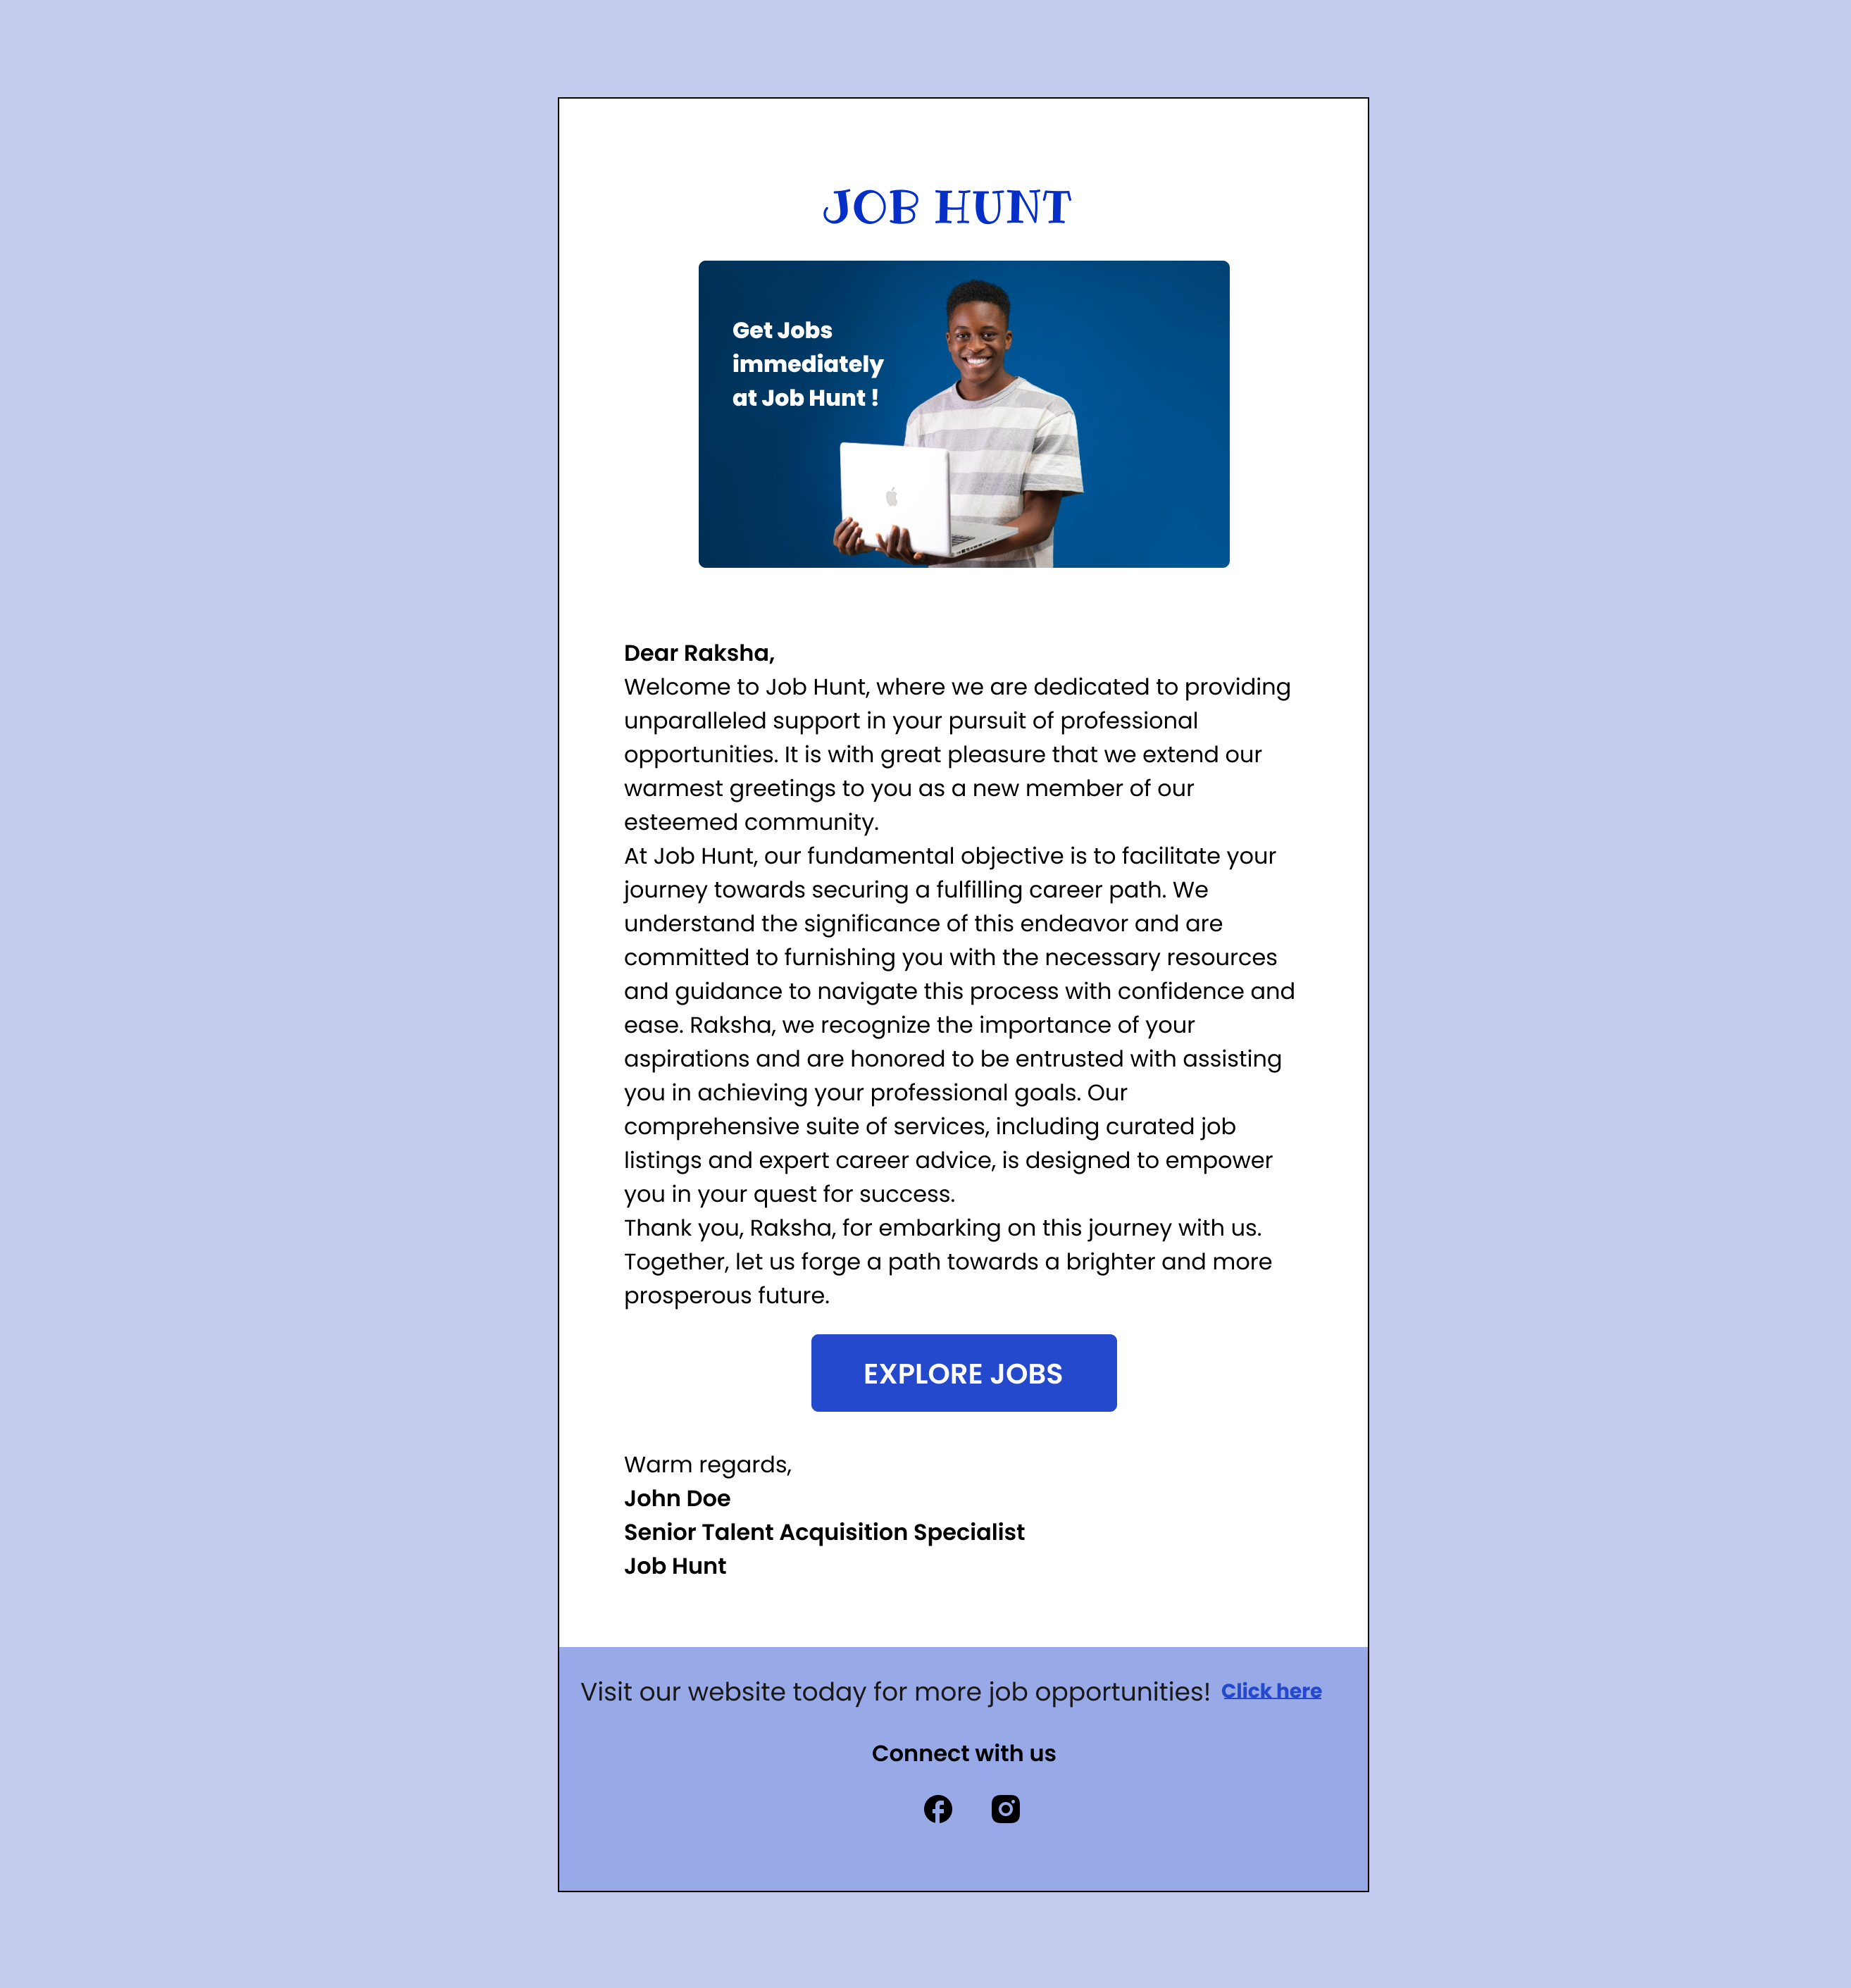 JOB HUNT
Get Jobs
immediately
at Job Hunt !
Dear Raksha,
Welcome to Job Hunt, where we are dedicated to providing
unparalleled support in your pursuit of professional
opportunities. It is with great pleasure that we extend our
warmest greetings to you as a new member of our
esteemed community.
At Job Hunt, our fundamental objective is to facilitate your
journey towards securing a fulfilling career path. We
understand the significance of this endeavor and are
committed to furnishing you with the necessary resources
and guidance to navigate this process with confidence and
ease. Raksha, we recognize the importance of your
aspirations and are honored to be entrusted with assisting
you in achieving your professional goals. Our
comprehensive suite of services, including curated job
listings and expert career advice, is designed to empower
you in your quest for success.
Thank you, Raksha, for embarking on this journey with us.
Together, let us forge a path towards a brighter and more
prosperous future.
EXPLORE JOBS
Warm regards,
John Doe
Senior Talent Acquisition Specialist
Job Hunt
Visit our website today for more job opportunities! Click here
Connect with us